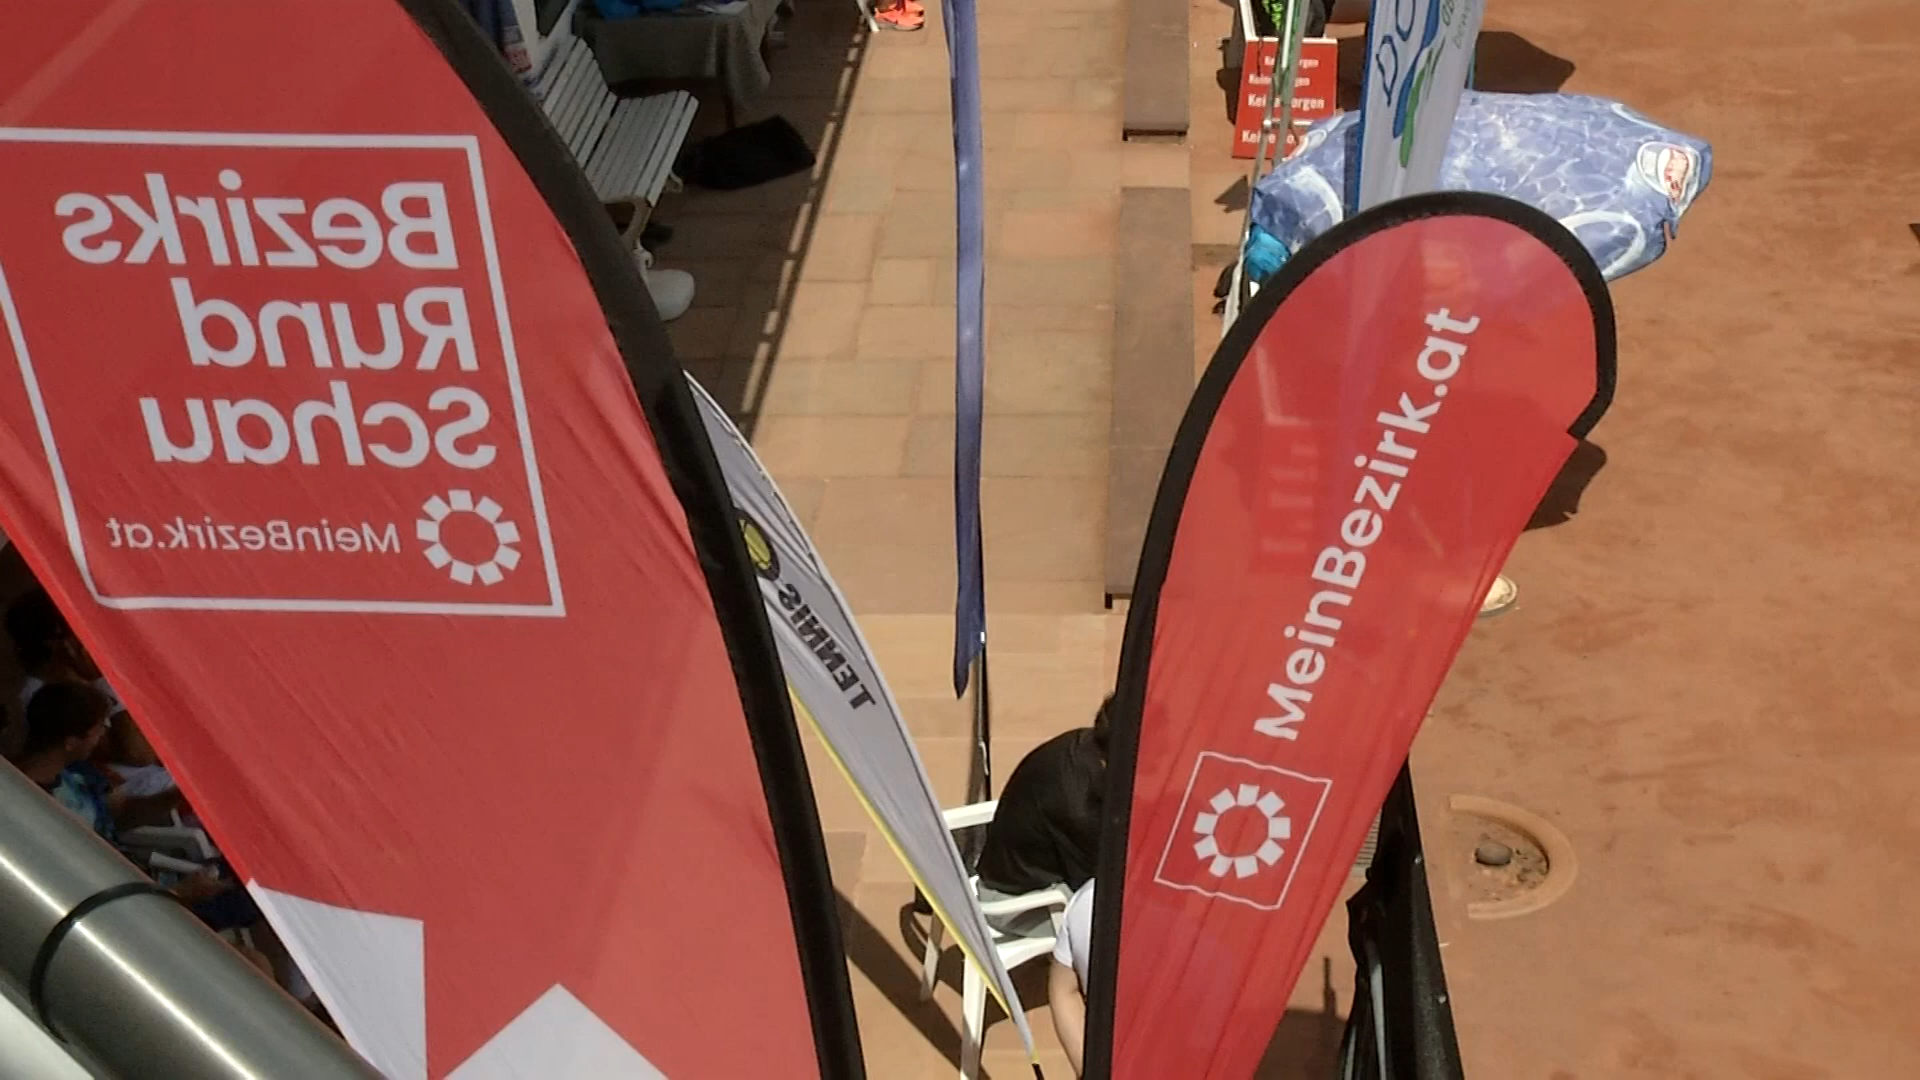 Bezirks
Rund
Schau
MeinBezirk.at
TENNIS
MeinBezirk.at